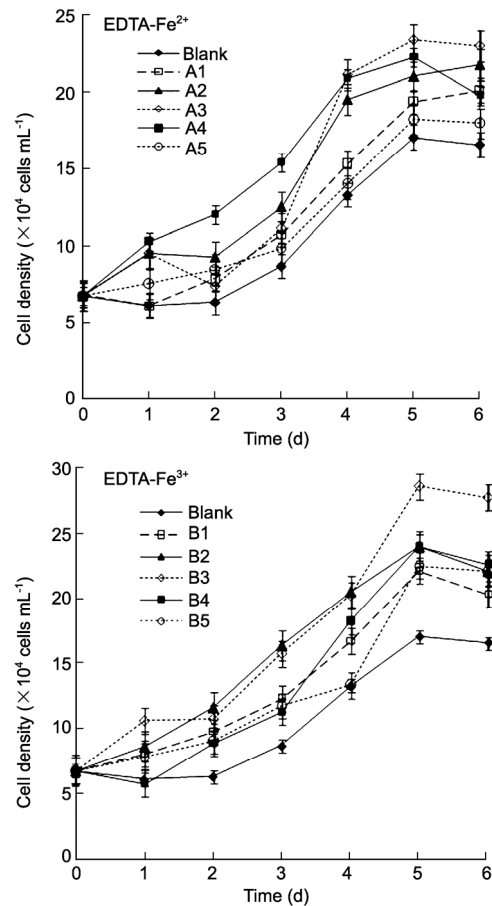 EDTA-Fe²⁺
Blank
A1
A2
A3
A4
A5
Cell density (×10⁴ cells mL⁻¹)
25
20
15
10
5
0
0 1 2 3 4 5 6
Time (d)
EDTA-Fe³⁺
Blank
B1
B2
B3
B4
B5
Cell density (×10⁴ cells mL⁻¹)
30
25
20
15
10
5
0
0 1 2 3 4 5 6
Time (d)